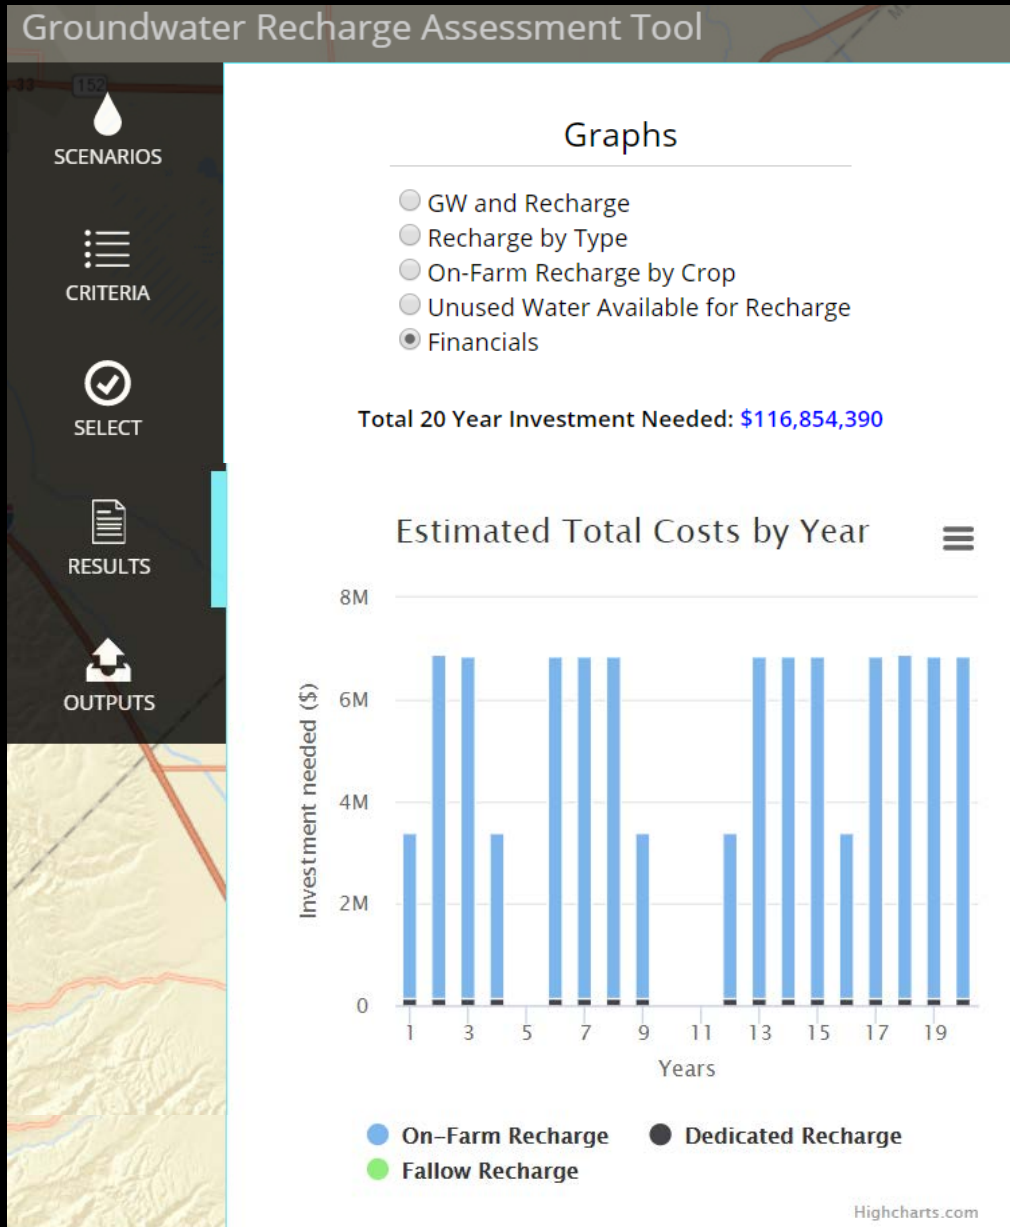 Groundwater Recharge Assessment Tool
33
152
SCENARIOS
CRITERIA
SELECT
RESULTS
OUTPUTS
Graphs
GW and Recharge
Recharge by Type
On-Farm Recharge by Crop
Unused Water Available for Recharge
Financials
Total 20 Year Investment Needed: $116,854,390
Estimated Total Costs by Year
Investment needed ($)
8M
6M
4M
2M
0
1 3 5 7 9 11 13 15 17 19
Years
On-Farm Recharge Dedicated Recharge
Fallow Recharge
Highcharts.com